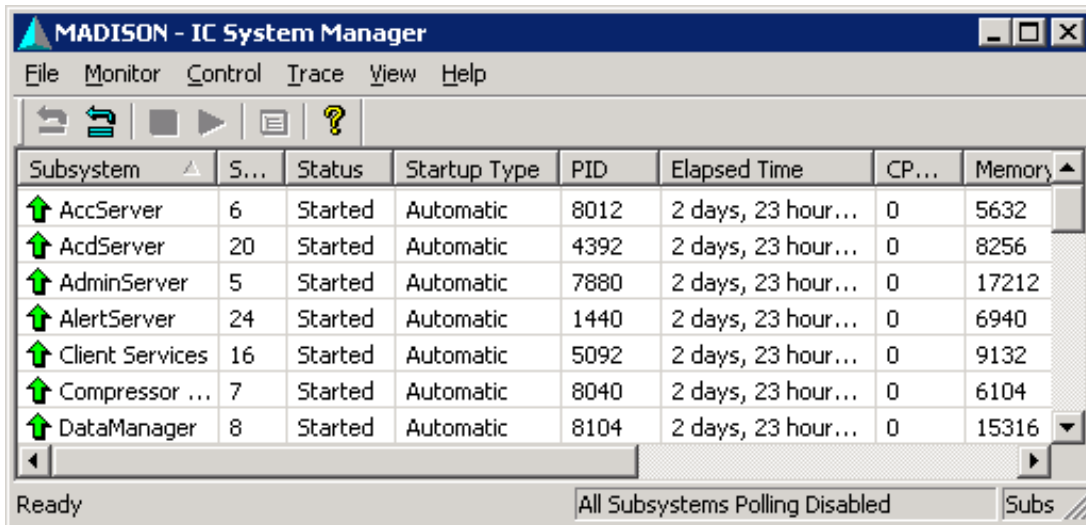 MADISON - IC System Manager
File Monitor Control Trace View Help
Subsystem S... Status Startup Type PID Elapsed Time CP... Memory
AccServer 6 Started Automatic 8012 2 days, 23 hour... 0 5632
AcdServer 20 Started Automatic 4392 2 days, 23 hour... 0 8256
AdminServer 5 Started Automatic 7880 2 days, 23 hour... 0 17212
AlertServer 24 Started Automatic 1440 2 days, 23 hour... 0 6940
Client Services 16 Started Automatic 5092 2 days, 23 hour... 0 9132
Compressor ... 7 Started Automatic 8040 2 days, 23 hour... 0 6104
DataManager 8 Started Automatic 8104 2 days, 23 hour... 0 15316
Ready All Subsystems Polling Disabled Subs